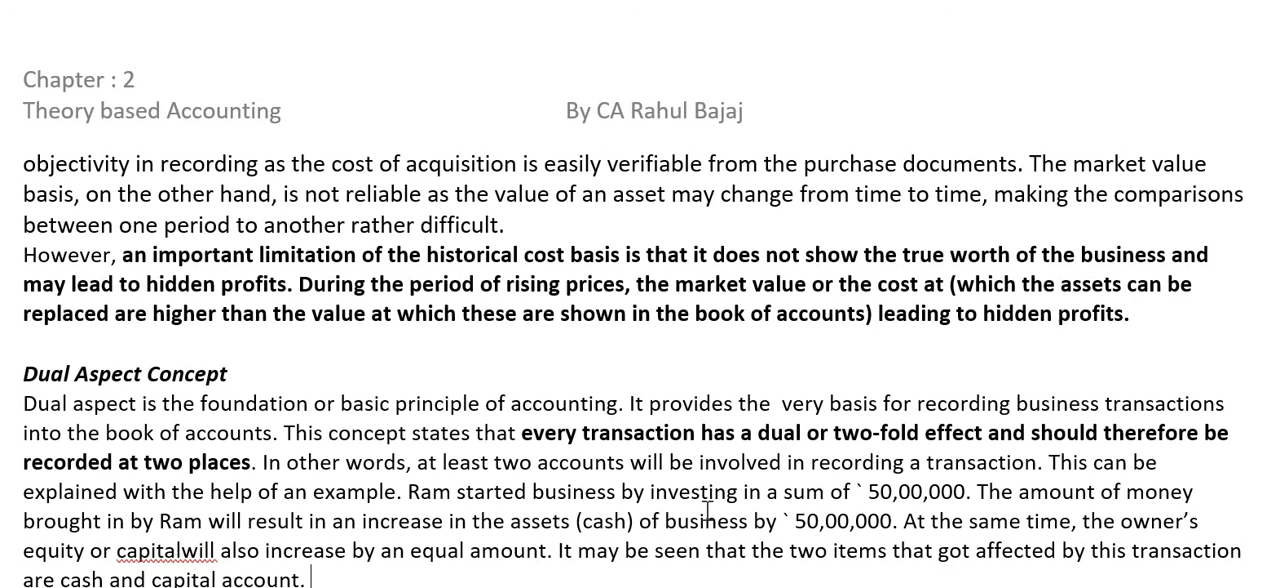 Chapter : 2
Theory based Accounting By CA Rahul Bajaj
objectivity in recording as the cost of acquisition is easily verifiable from the purchase documents. The market value
basis, on the other hand, is not reliable as the value of an asset may change from time to time, making the comparisons
between one period to another rather difficult.
However, an important limitation of the historical cost basis is that it does not show the true worth of the business and
may lead to hidden profits. During the period of rising prices, the market value or the cost at (which the assets can be
replaced are higher than the value at which these are shown in the book of accounts) leading to hidden profits.
Dual Aspect Concept
Dual aspect is the foundation or basic principle of accounting. It provides the  very basis for recording business transactions
into the book of accounts. This concept states that every transaction has a dual or two-fold effect and should therefore be
recorded at two places. In other words, at least two accounts will be involved in recording a transaction. This can be
explained with the help of an example. Ram started business by investing in a sum of ` 50,00,000. The amount of money
brought in by Ram will result in an increase in the assets (cash) of business by ` 50,00,000. At the same time, the owner’s
equity or capitalwill also increase by an equal amount. It may be seen that the two items that got affected by this transaction
are cash and capital account.